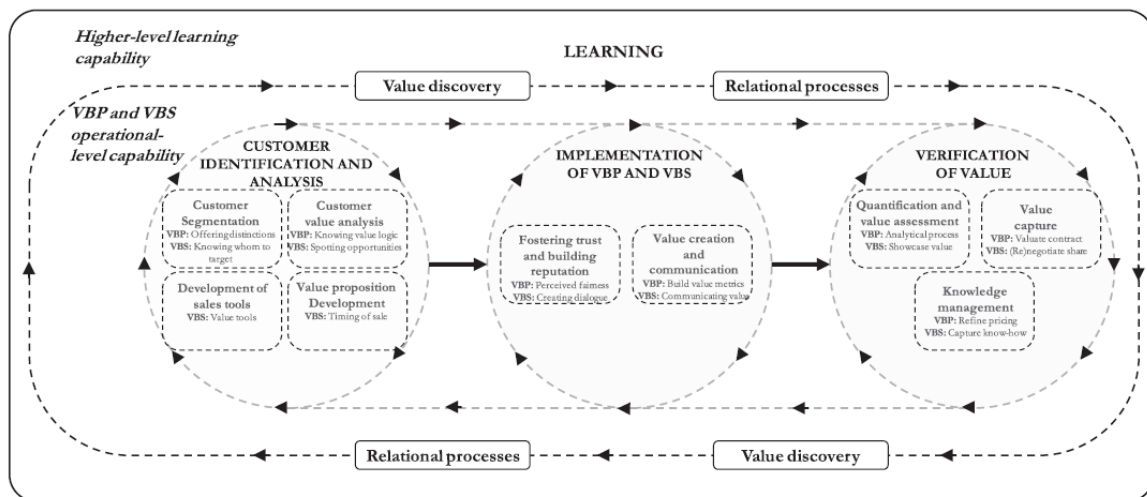 Higher-level learning
capability
LEARNING
Value discovery
Relational processes
VBP and VBS
operational-
level capability
CUSTOMER
IDENTIFICATION AND
ANALYSIS
Customer
Segmentation
VBP: Offering distinctions
VBS: Knowing whom to
target
Customer
value analysis
VBP: Knowing value logic
VBS: Spotting opportunities
Development of
sales tools
VBS: Value tools
Value proposition
Development
VBS: Timing of sale
IMPLEMENTATION
OF VBP AND VBS
Fostering trust
and building
reputation
VBP: Perceived fairness
VBS: Creating dialogue
Value creation
and
communication
VBP: Build value metrics
VBS: Communicating value
VERIFICATION
OF VALUE
Quantification and
value assessment
VBP: Analytical process
VBS: Showcase value
Value
capture
VBP: Valuate contract
VBS: (Re)negotiate share
Knowledge
management
VBP: Refine pricing
VBS: Capture know-how
Relational processes
Value discovery